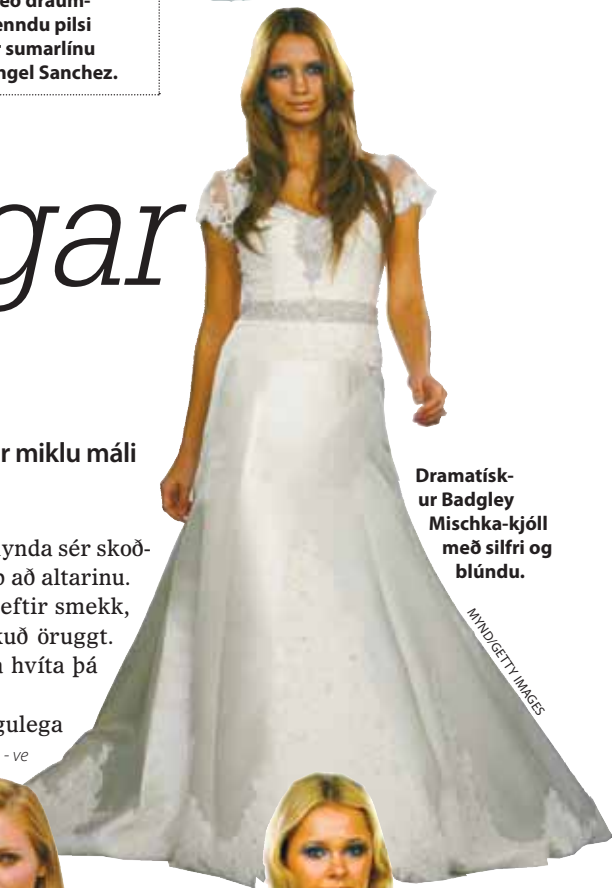 eð draum-
enndu pilsi
r sumarlínu
ngel Sanchez.
gar
r miklu máli
ynda sér skoð-
að altarinu.
eftir smekk,
uð öruggt.
hvíta þá
gulega
- ve
Dramatísk-
ur Badgley
Mischka-kjóll
með silfri og
blúndu.
MYND/GETTY IMAGES